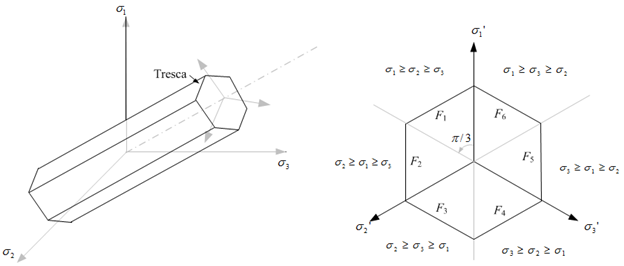 σ₁
Tresca
σ₃
σ₂
σ₁'
σ₁ ≥ σ₂ ≥ σ₃
σ₁ ≥ σ₃ ≥ σ₂
F₁
F₆
π/3
σ₂ ≥ σ₁ ≥ σ₃
F₂
F₅
σ₃ ≥ σ₁ ≥ σ₂
F₃
F₄
σ₂'
σ₃'
σ₂ ≥ σ₃ ≥ σ₁
σ₃ ≥ σ₂ ≥ σ₁